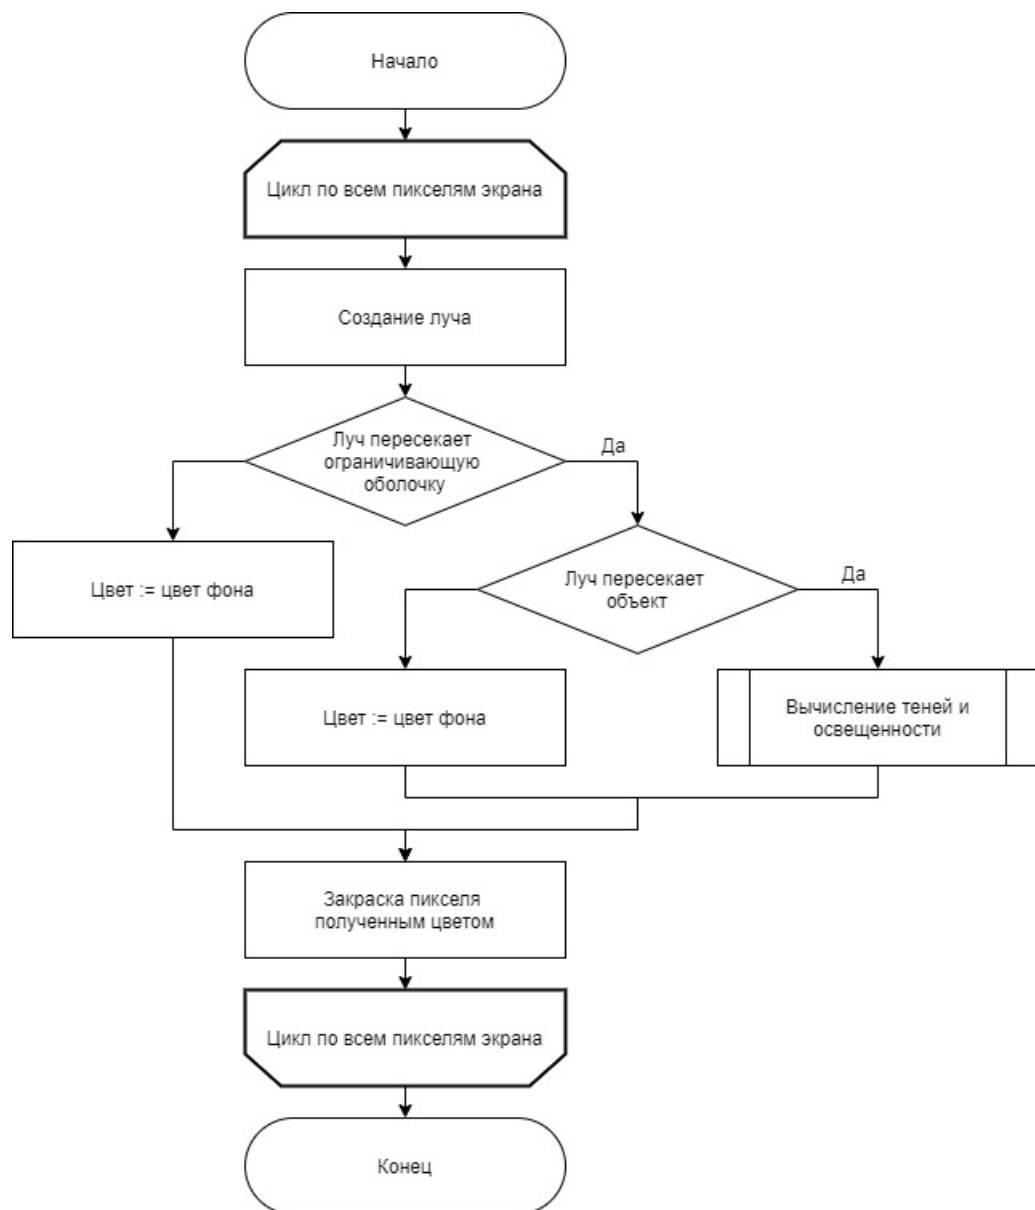 Начало
Цикл по всем пикселям экрана
Создание луча
Луч пересекает
ограничивающую
оболочку
Да
Цвет := цвет фона
Луч пересекает
объект
Да
Цвет := цвет фона
Вычисление теней и
освещенности
Закраска пикселя
полученным цветом
Цикл по всем пикселям экрана
Конец